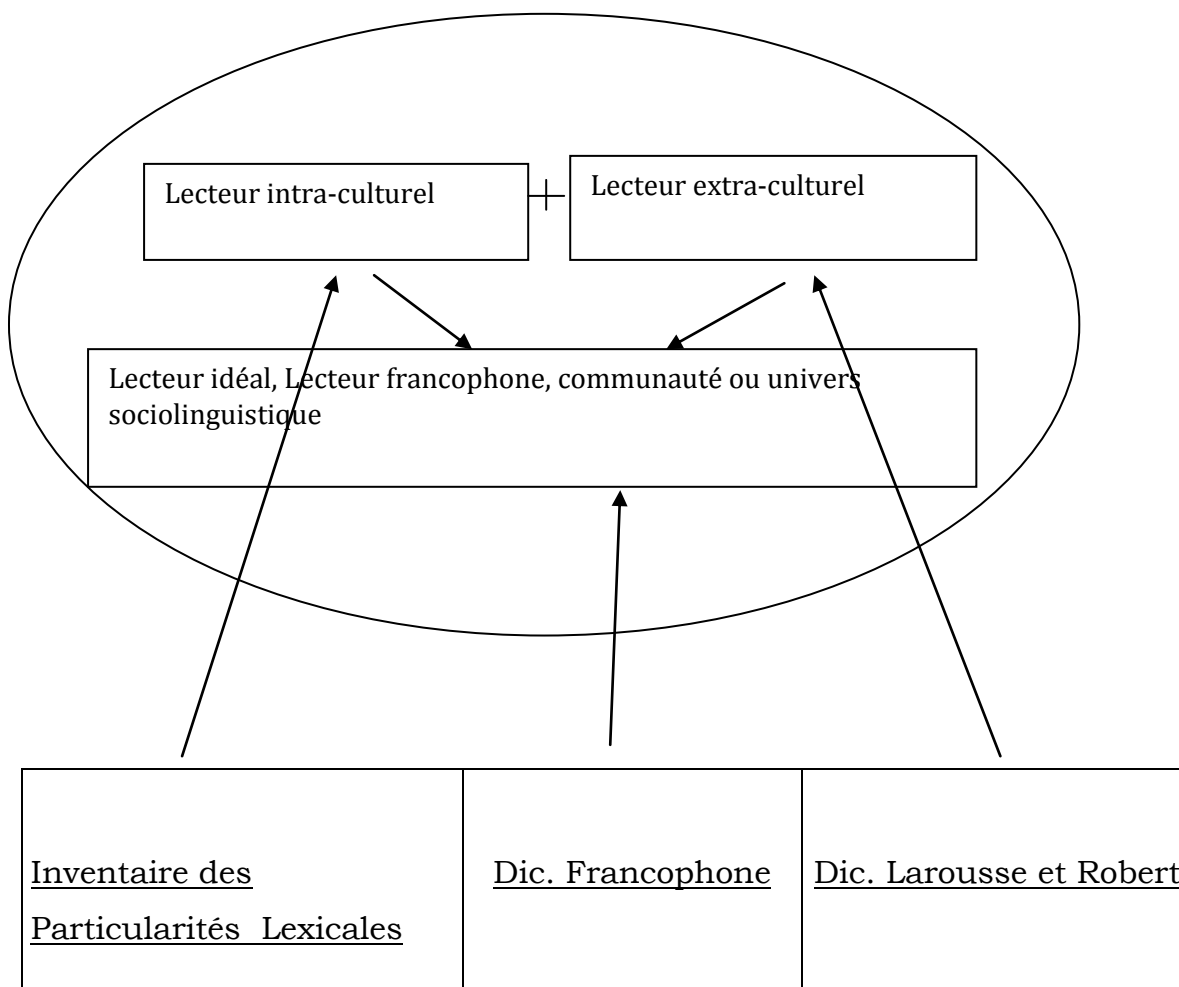 Lecteur intra-culturel
Lecteur extra-culturel
Lecteur idéal, Lecteur francophone, communauté ou univers
sociolinguistique
Inventaire des
Particularités Lexicales
Dic. Francophone
Dic. Larousse et Robert